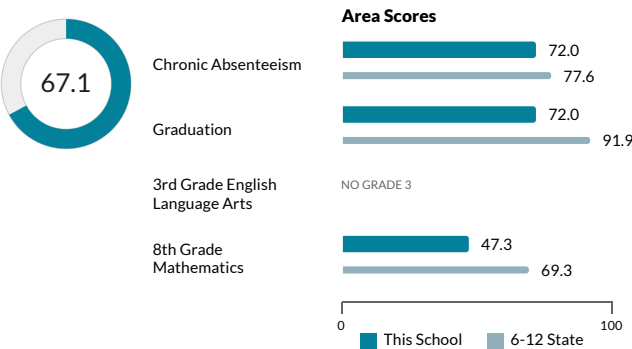 Area Scores
67.1
Chronic Absenteeism
72.0
77.6
Graduation
72.0
91.9
3rd Grade English
Language Arts
NO GRADE 3
8th Grade
Mathematics
47.3
69.3
0
100
This School
6-12 State